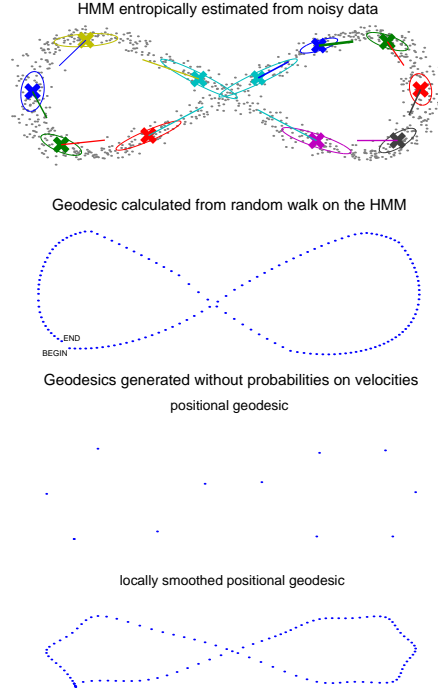 HMM entropically estimated from noisy data
Geodesic calculated from random walk on the HMM
END
BEGIN
Geodesics generated without probabilities on velocities
positional geodesic
locally smoothed positional geodesic